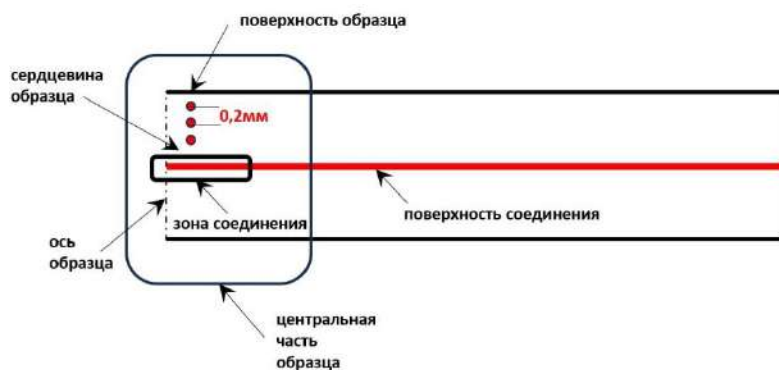 поверхность образца
сердцевина
образца
0,2мм
зона соединения
поверхность соединения
ось
образца
центральная
часть
образца